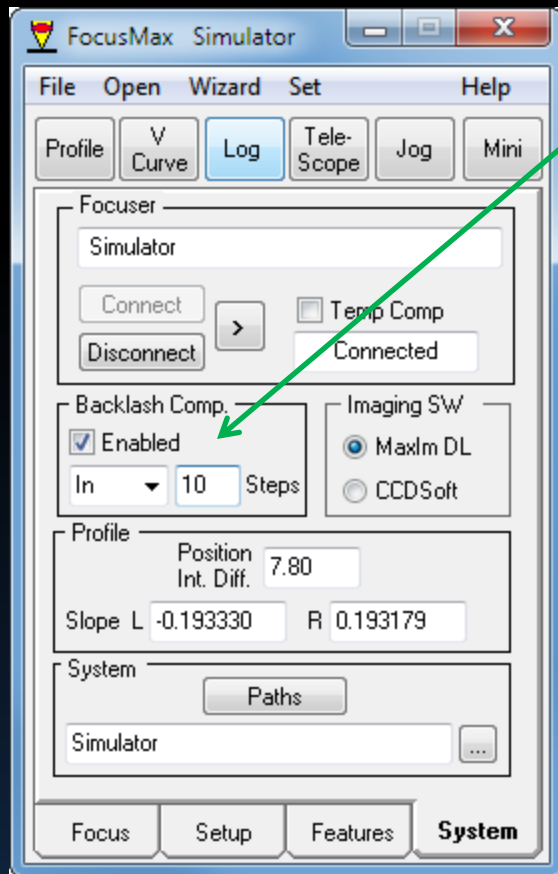 FocusMax Simulator
File Open Wizard Set Help
Profile V Curve Log Tele-Scope Jog Mini
Focuser
Simulator
Connect
> Temp Comp
Disconnect Connected
Backlash Comp. Imaging SW
Enabled MaxIm DL
In 10 Steps CCDSoft
Profile
Position
Int. Diff. 7.80
Slope L -0.193330 R 0.193179
System
Paths
Simulator ...
Focus Setup Features System